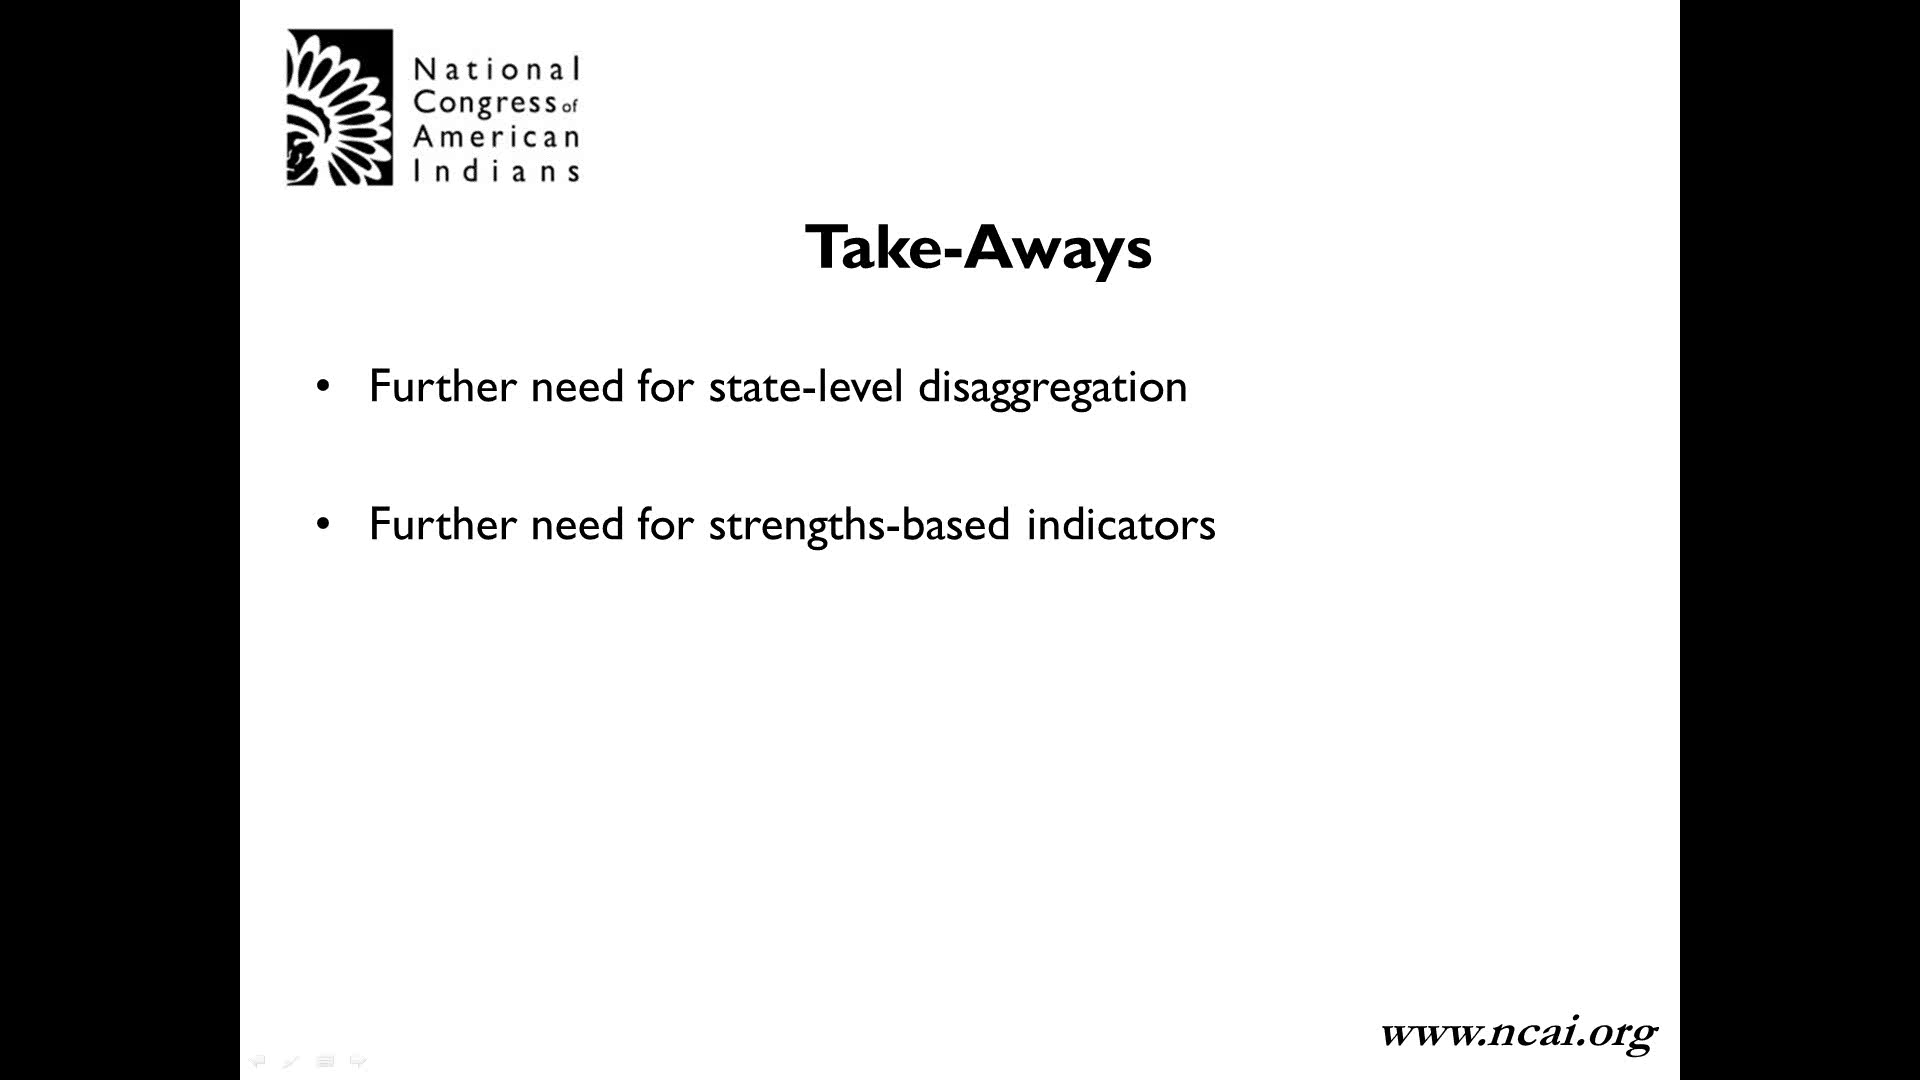 National
Congress of
American
Indians
Take-Aways
• Further need for state-level disaggregation
• Further need for strengths-based indicators
www.ncai.org